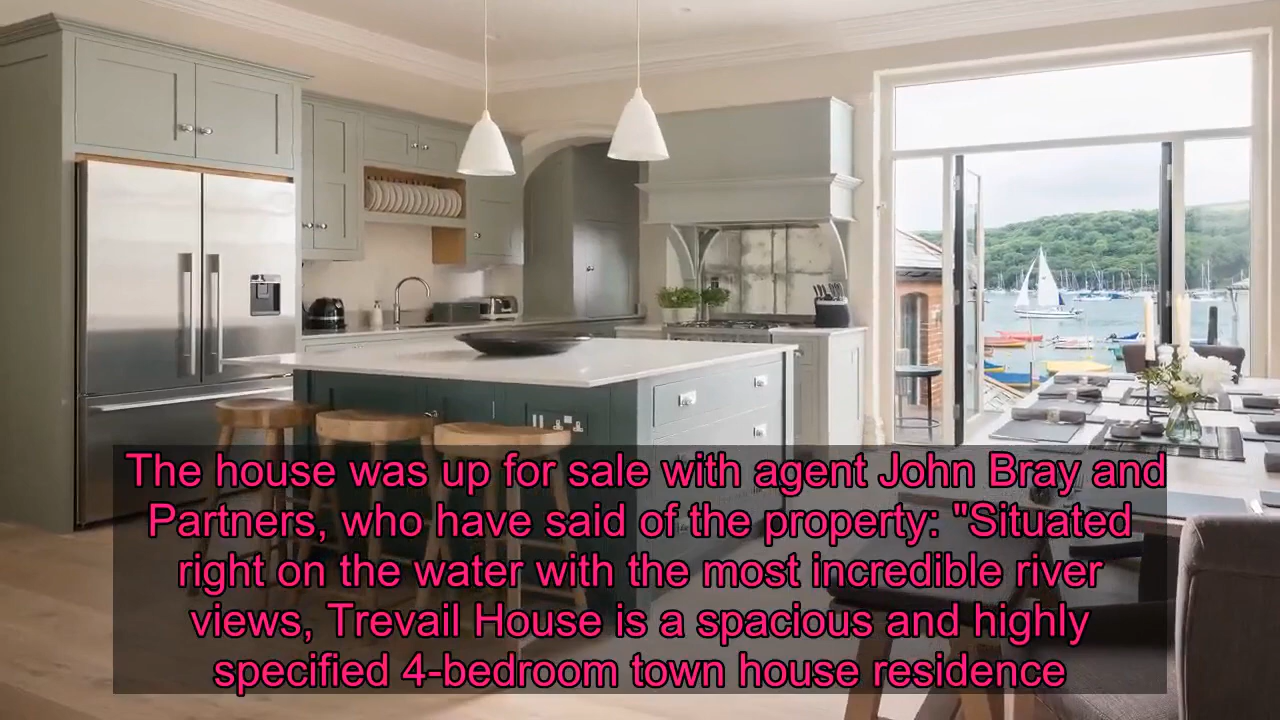 The house was up for sale with agent John Bray and
Partners, who have said of the property: "Situated
right on the water with the most incredible river
views, Trevail House is a spacious and highly
specified 4-bedroom town house residence